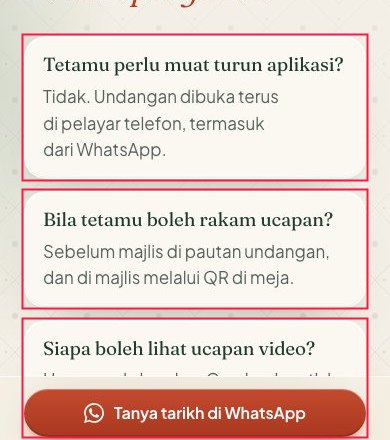 Tetamu perlu muat turun aplikasi?
Tidak. Undangan dibuka terus
di pelayar telefon, termasuk
dari WhatsApp.
Bila tetamu boleh rakam ucapan?
Sebelum majlis di pautan undangan,
dan di majlis melalui QR di meja.
Siapa boleh lihat ucapan video?
Tanya tarikh di WhatsApp